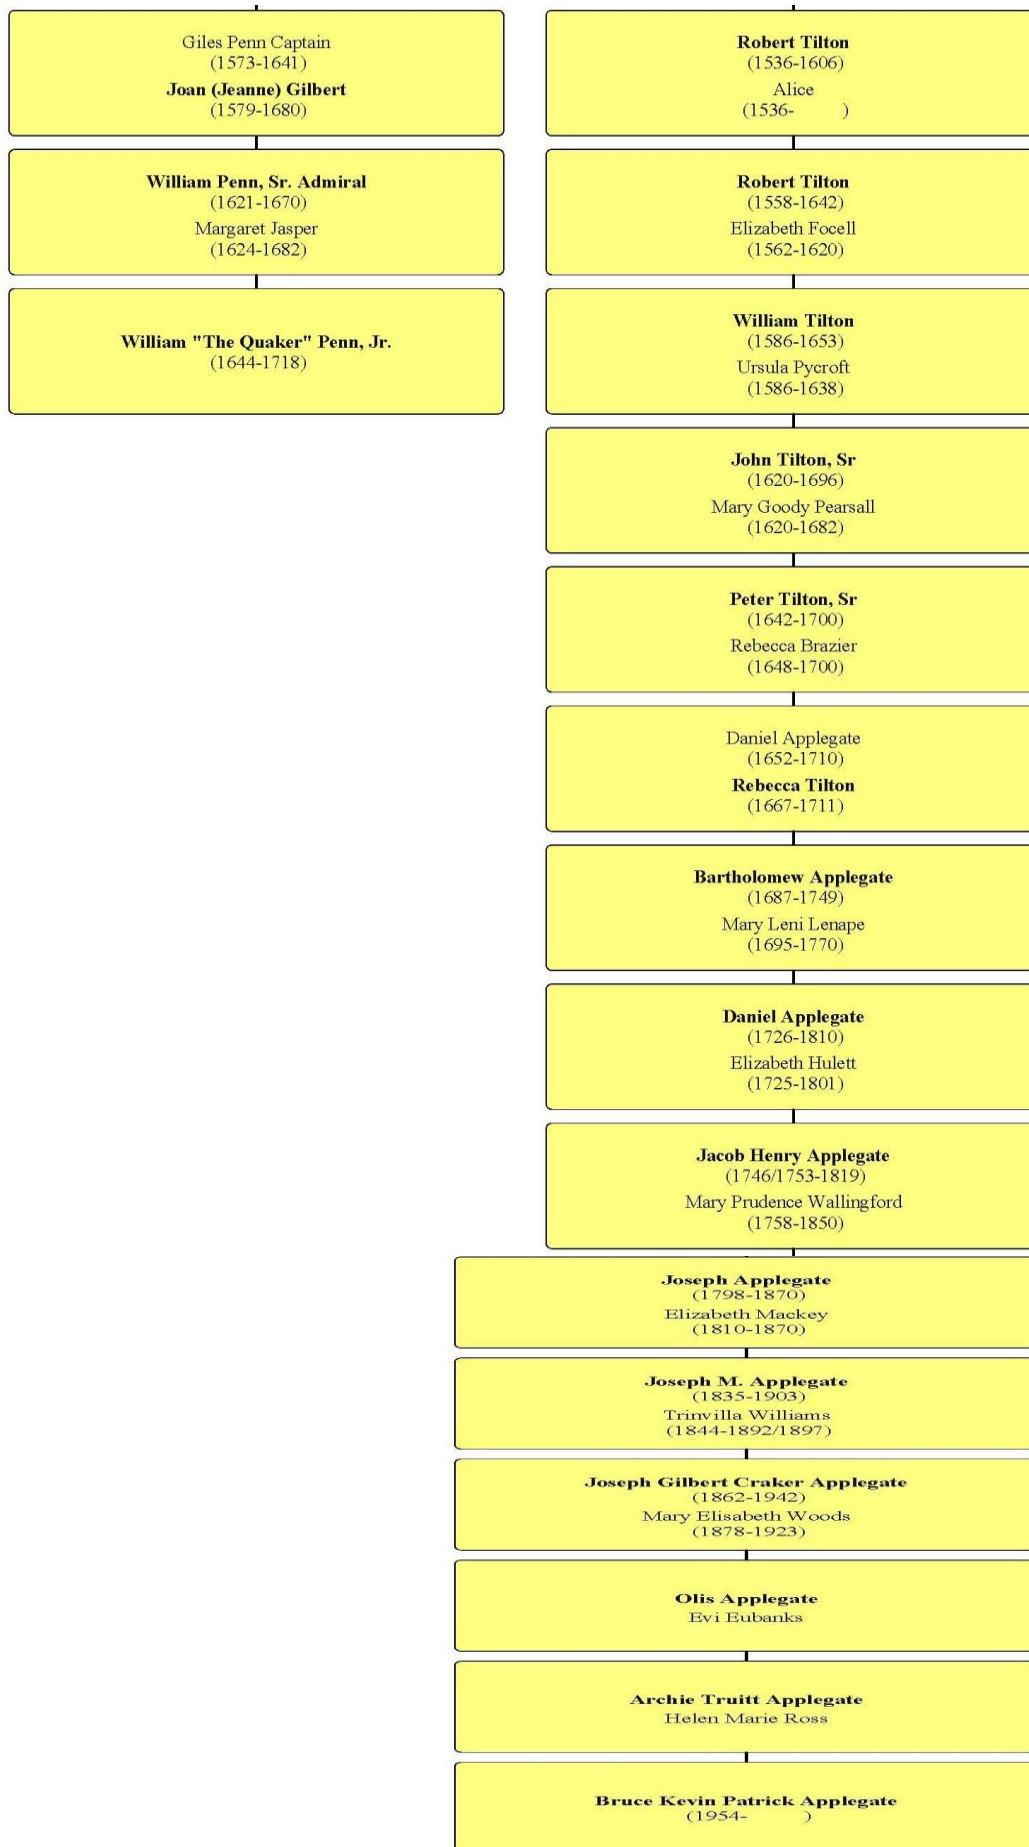 Giles Penn Captain
(1573-1641)
Joan (Jeanne) Gilbert
(1579-1680)
William Penn, Sr. Admiral
(1621-1670)
Margaret Jasper
(1624-1682)
William "The Quaker" Penn, Jr.
(1644-1718)
Robert Tilton
(1536-1606)
Alice
(1536- )
Robert Tilton
(1558-1642)
Elizabeth Focell
(1562-1620)
William Tilton
(1586-1653)
Ursula Pycroft
(1586-1638)
John Tilton, Sr
(1620-1696)
Mary Goody Pearsall
(1620-1682)
Peter Tilton, Sr
(1642-1700)
Rebecca Brazier
(1648-1700)
Daniel Applegate
(1652-1710)
Rebecca Tilton
(1667-1711)
Bartholomew Applegate
(1687-1749)
Mary Leni Lenape
(1695-1770)
Daniel Applegate
(1726-1810)
Elizabeth Hulett
(1725-1801)
Jacob Henry Applegate
(1746/1753-1819)
Mary Prudence Wallingford
(1758-1850)
Joseph Applegate
(1798-1870)
Elizabeth Mackey
(1810-1870)
Joseph M. Applegate
(1835-1903)
Trinvilla Williams
(1844-1892/1897)
Joseph Gilbert Craker Applegate
(1862-1942)
Mary Elisabeth Woods
(1878-1923)
Olis Applegate
Evi Eubanks
Archie Truitt Applegate
Helen Marie Ross
Bruce Kevin Patrick Applegate
(1954- )